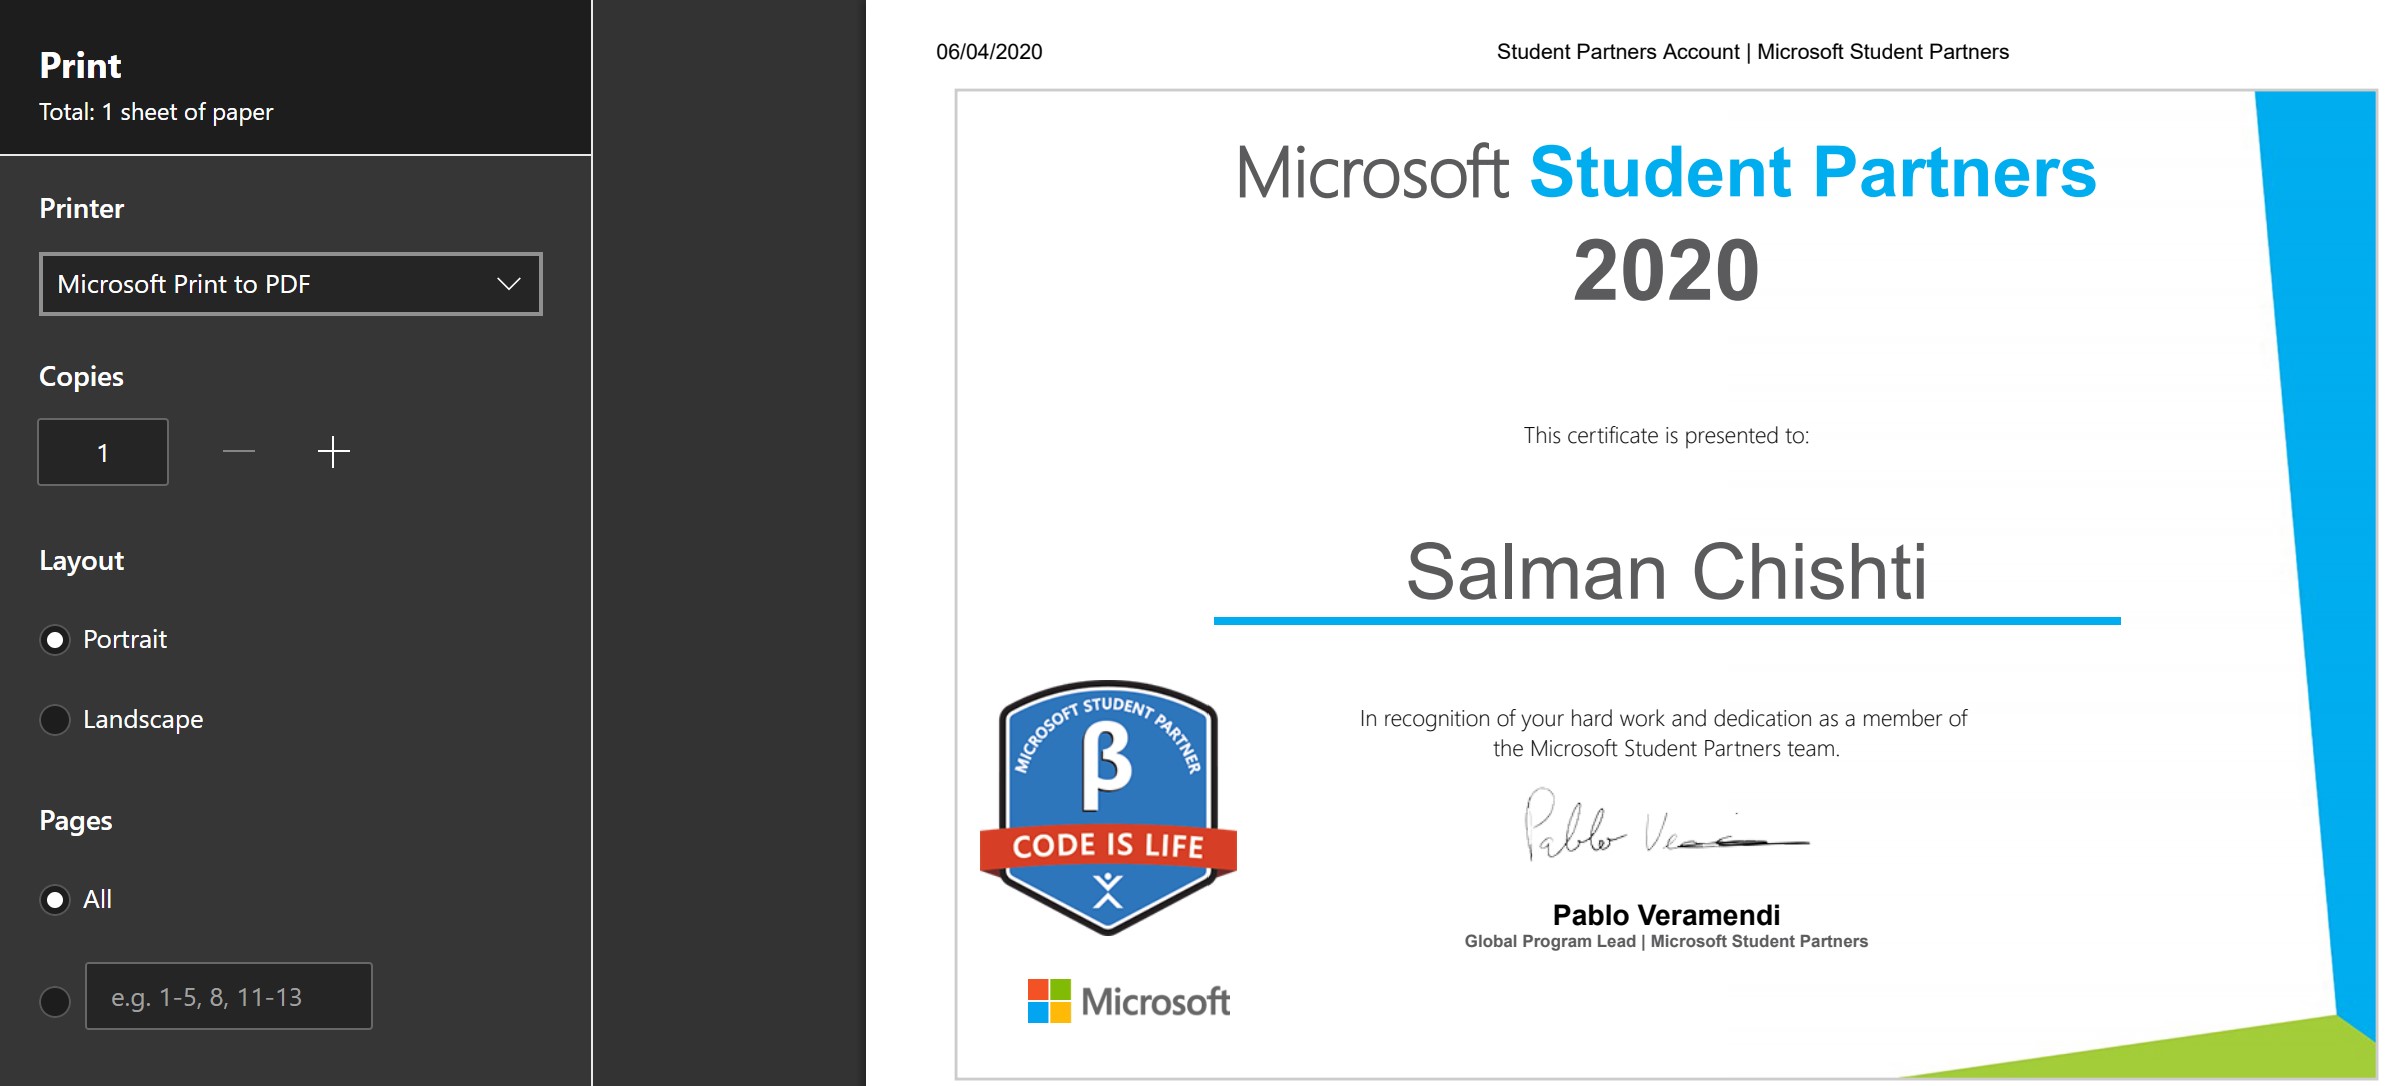 Print
Total: 1 sheet of paper
Printer
Microsoft Print to PDF
Copies
1
Layout
Portrait
Landscape
Pages
All
e.g. 1-5, 8, 11-13
06/04/2020
Student Partners Account | Microsoft Student Partners
Microsoft Student Partners
2020
This certificate is presented to:
Salman Chishti
In recognition of your hard work and dedication as a member of
the Microsoft Student Partners team.
Pablo Veramendi
Global Program Lead | Microsoft Student Partners
MICROSOFT STUDENT PARTNER
β
CODE IS LIFE
Microsoft